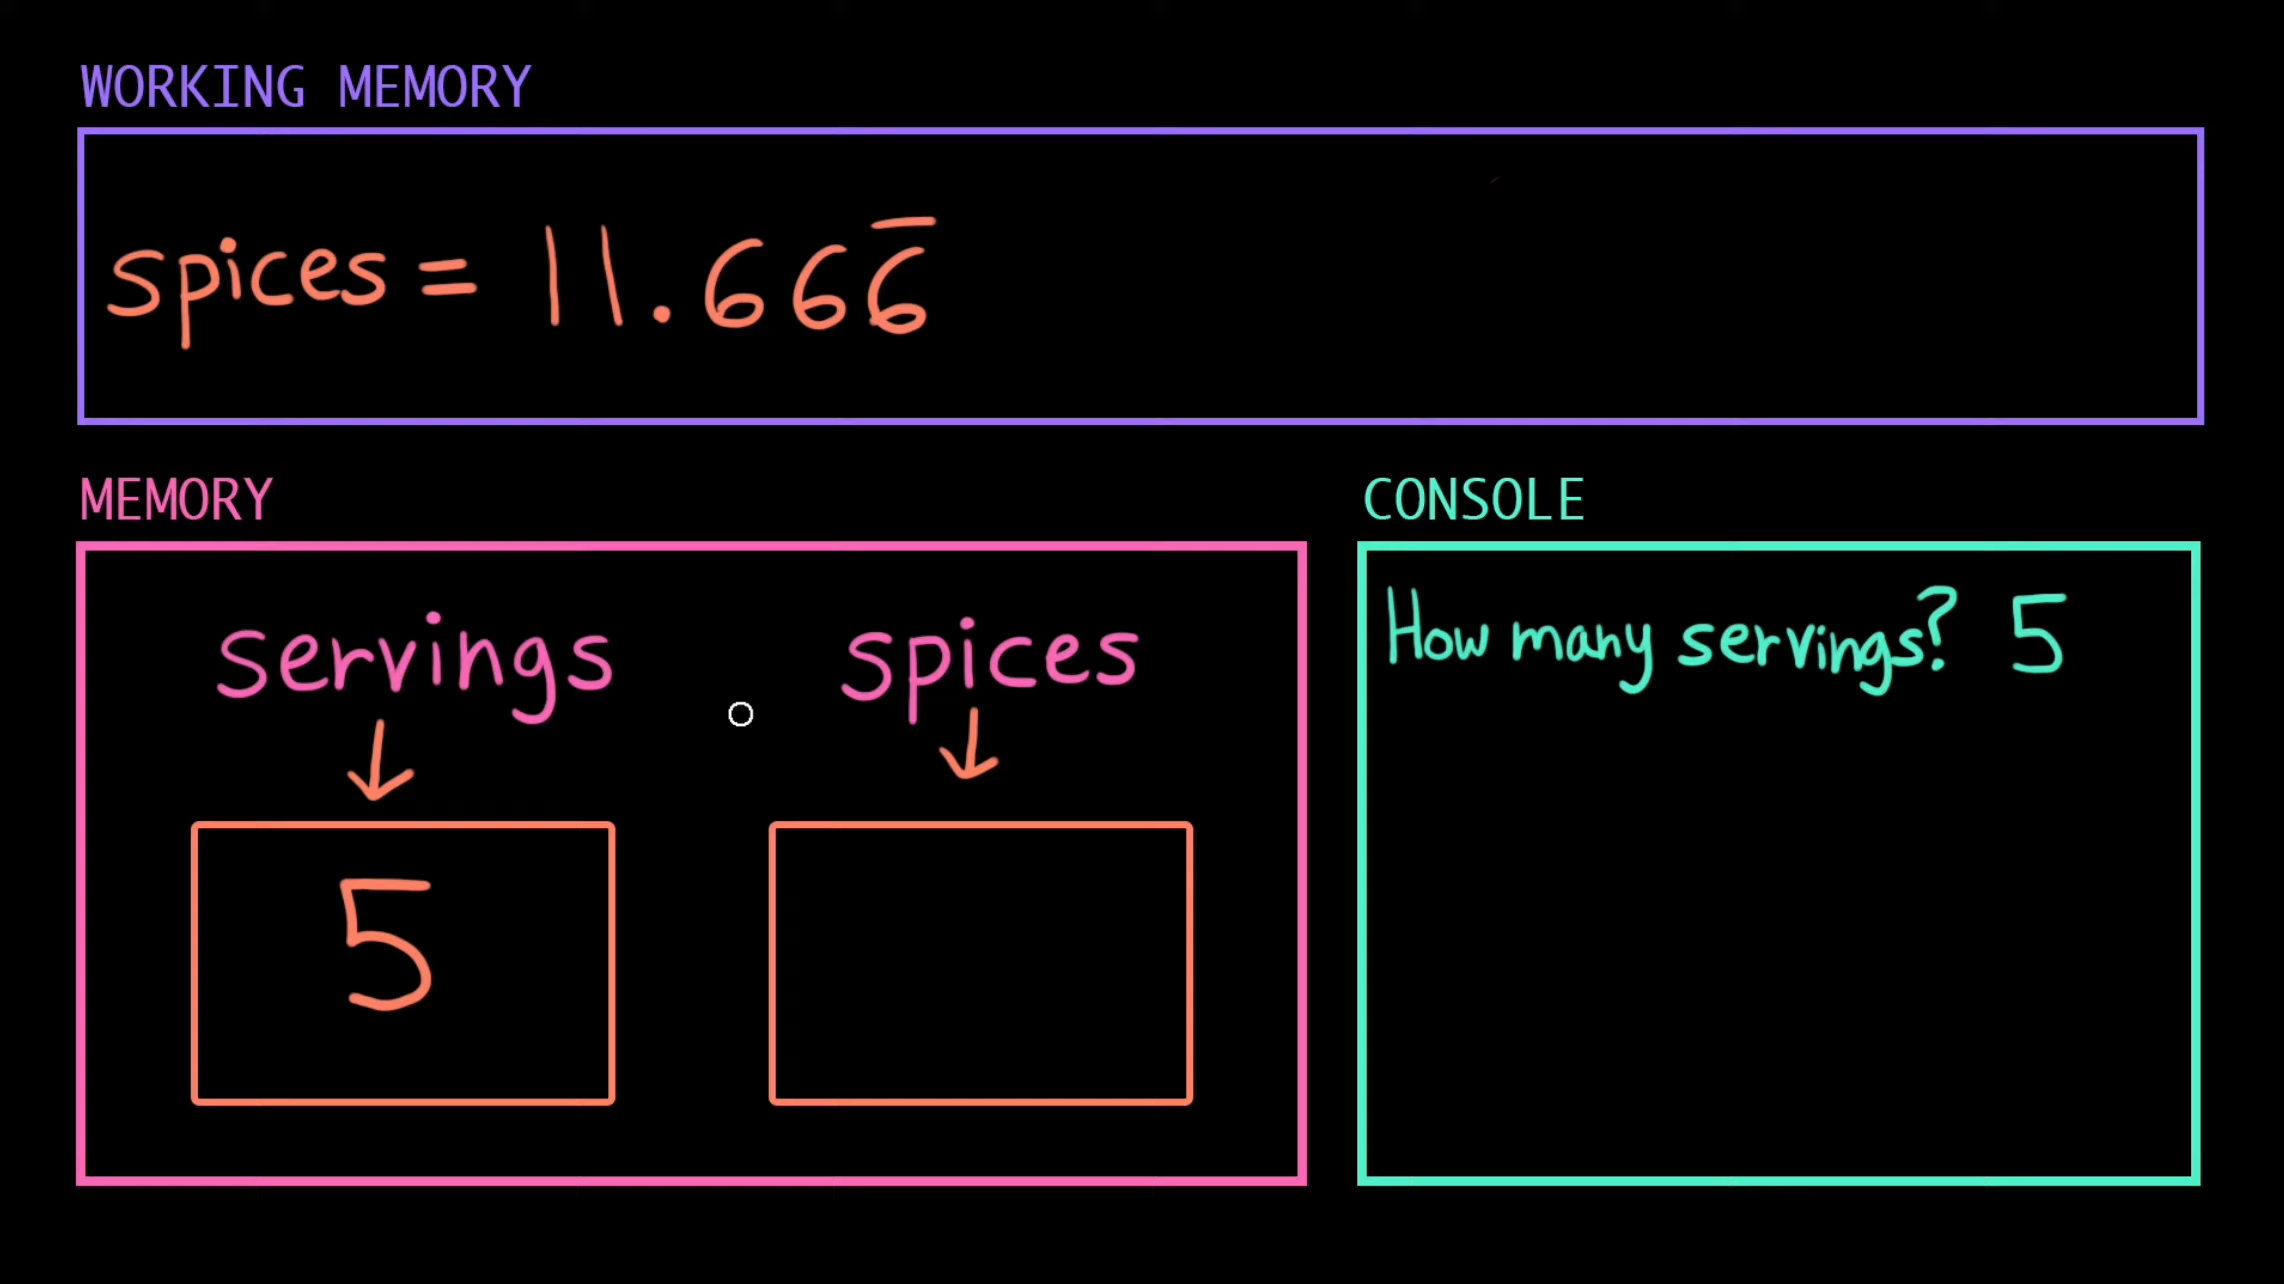 WORKING MEMORY
spices = 11.666̅
MEMORY
servings spices
5
CONSOLE
How many servings? 5